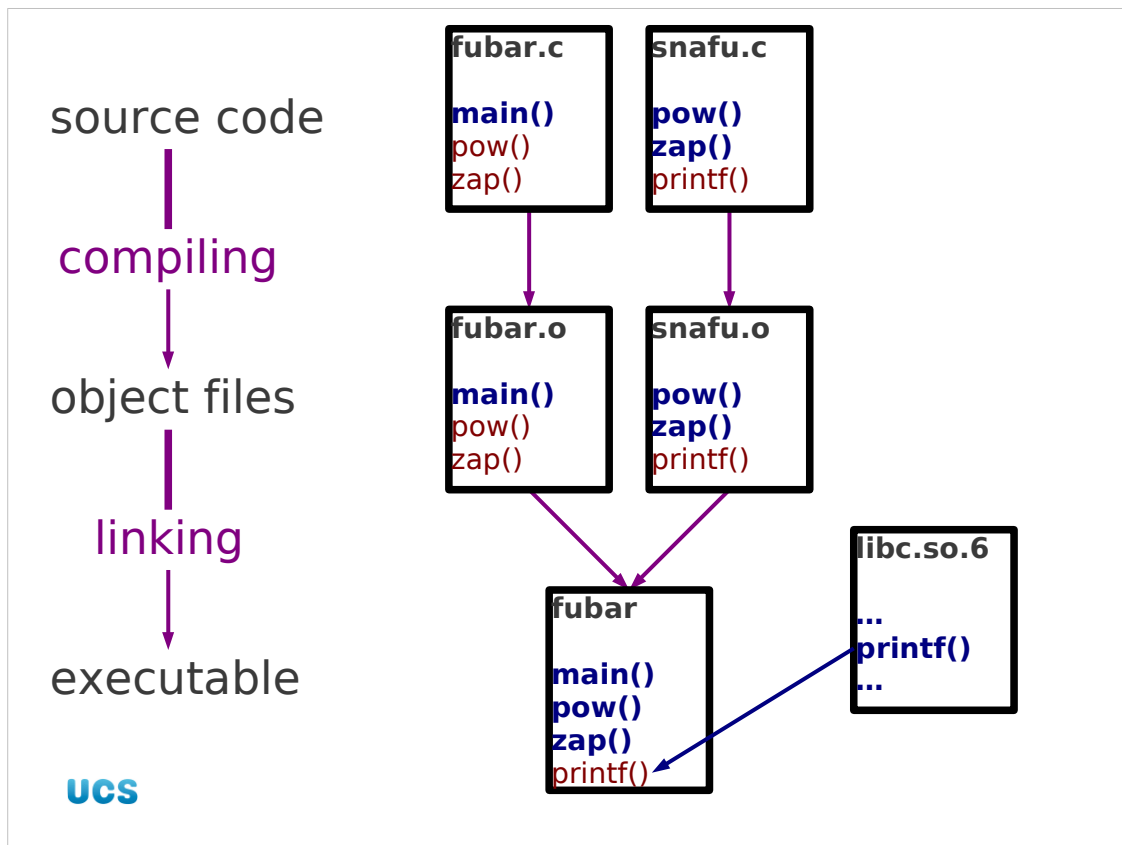 source code
compiling
object files
linking
executable
fubar.c
main()
pow()
zap()
snafu.c
pow()
zap()
printf()
fubar.o
main()
pow()
zap()
snafu.o
pow()
zap()
printf()
fubar
main()
pow()
zap()
printf()
libc.so.6
...
printf()
...
UCS